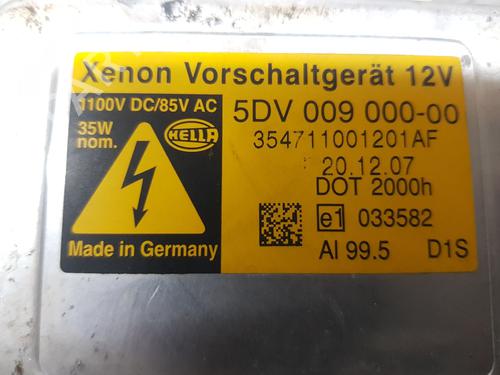 Xenon Vorschaltgerät 12V
1100V DC/85V AC
35W
nom.
HELLA
5DV 009 000-00
354711001201AF
20.12.07
DOT 2000h
e1 033582
Made in Germany
Al 99.5 D1S